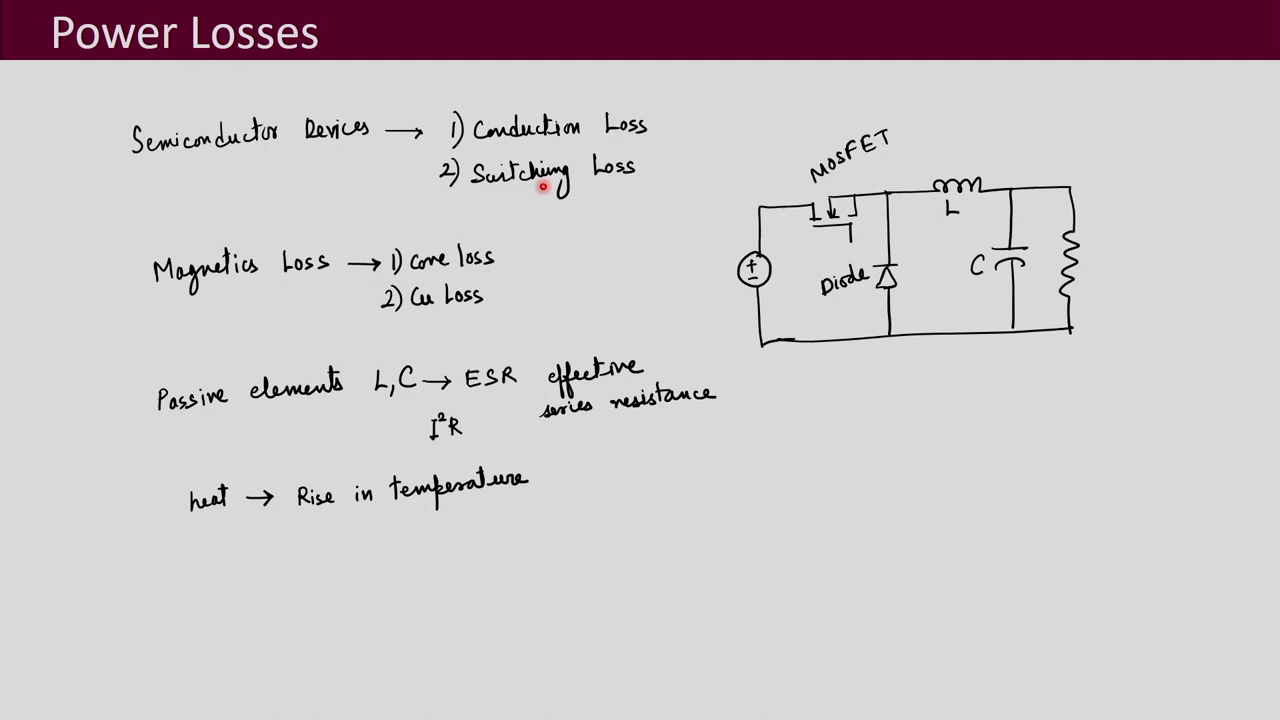 Power Losses
Semiconductor Devices → 1) Conduction Loss
2) Switching Loss
MOSFET
L
Magnetics Loss → 1) Core loss
2) Cu Loss
+
-
Diode
C
Passive elements L, C → ESR effective
series resistance
I²R
heat → Rise in temperature